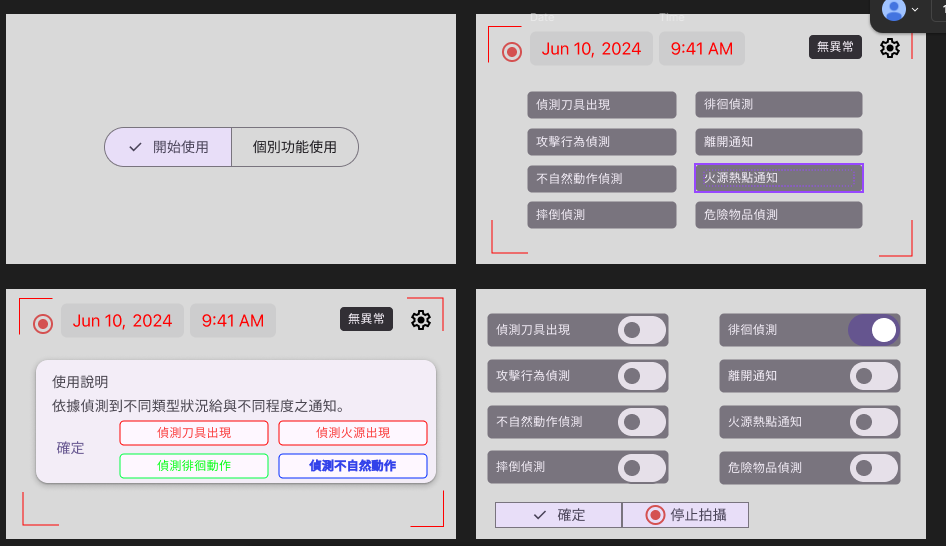 開始使用 個別功能使用
Date Time
Jun 10, 2024 9:41 AM 無異常
偵測刀具出現 徘徊偵測
攻擊行為偵測 離開通知
不自然動作偵測 火源熱點通知
摔倒偵測 危險物品偵測
Jun 10, 2024 9:41 AM 無異常
使用說明
依據偵測到不同類型狀況給與不同程度之通知。
偵測刀具出現 偵測火源出現
確定
偵測徘徊動作 偵測不自然動作
偵測刀具出現 徘徊偵測
攻擊行為偵測 離開通知
不自然動作偵測 火源熱點通知
摔倒偵測 危險物品偵測
確定 停止拍攝